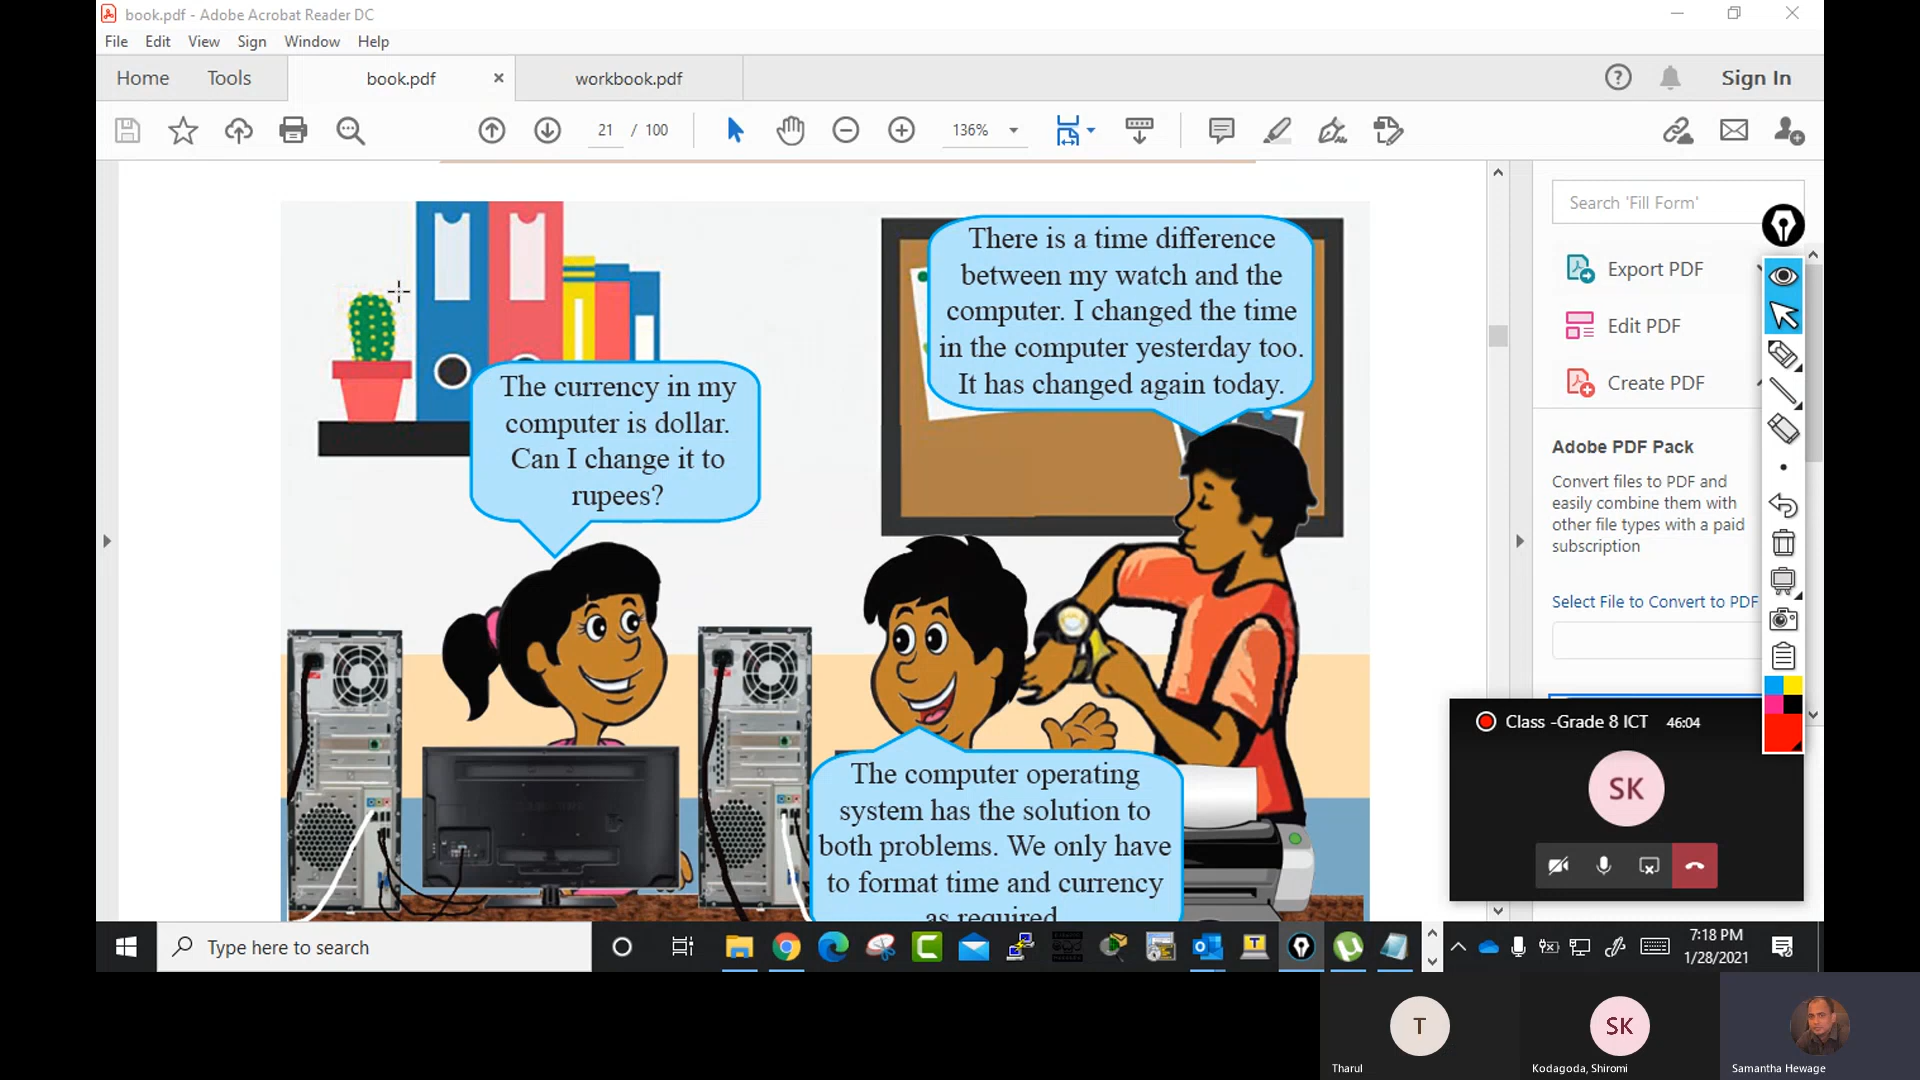 book.pdf - Adobe Acrobat Reader DC
File Edit View Sign Window Help
Home Tools book.pdf workbook.pdf Sign In
21 / 100 136%
Search 'Fill Form'
Export PDF
Edit PDF
Create PDF
Adobe PDF Pack
Convert files to PDF and
easily combine them with
other file types with a paid
subscription
Select File to Convert to PDF
There is a time difference
between my watch and the
computer. I changed the time
in the computer yesterday too.
It has changed again today.
The currency in my
computer is dollar.
Can I change it to
rupees?
The computer operating
system has the solution to
both problems. We only have
to format time and currency
as required
Class -Grade 8 ICT 46:04
SK
Type here to search
7:18 PM
1/28/2021
T
SK
Tharul
Kodagoda, Shiromi
Samantha Hewage